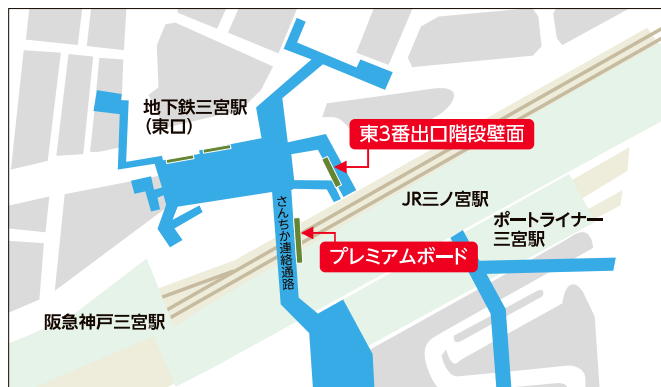 地下鉄三宮駅
（東口）
東3番出口階段壁面
JR三ノ宮駅
ポートライナー
三宮駅
さんちか連絡通路
プレミアムボード
阪急神戸三宮駅